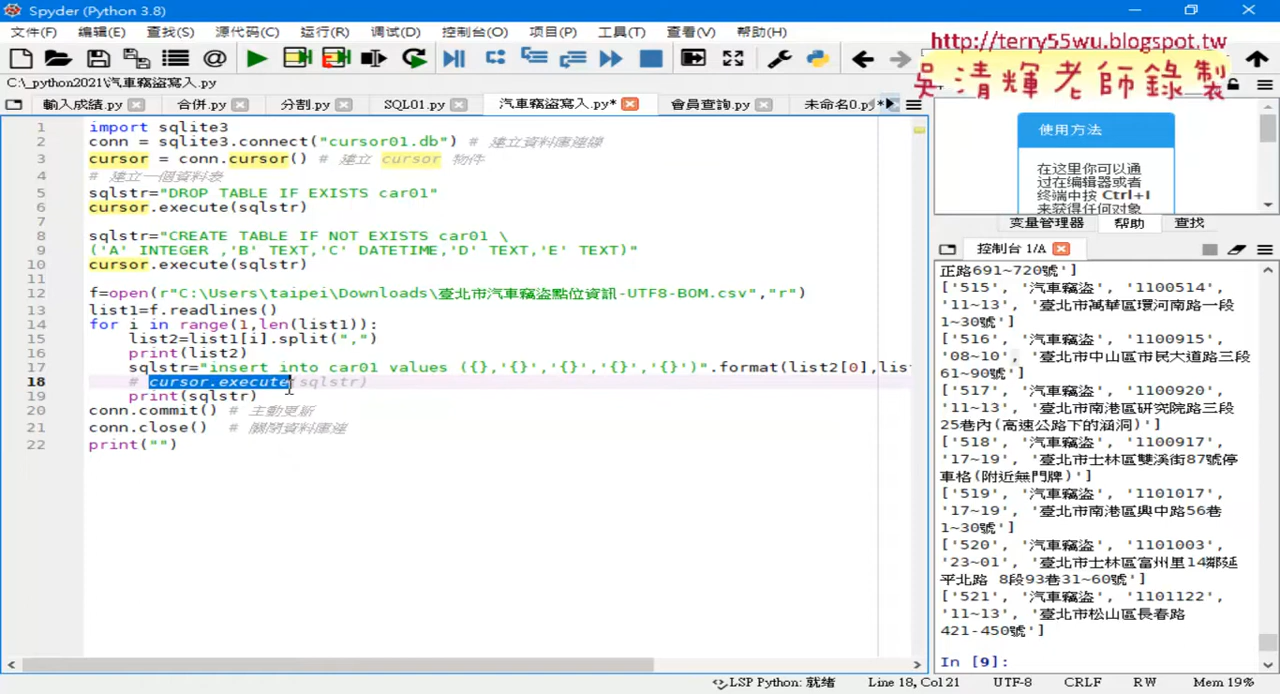 Spyder (Python 3.8)
文件(F) 编辑(E) 查找(S) 源代码(C) 运行(R) 调试(D) 控制台(O) 项目(P) 工具(T) 查看(V) 帮助(H)
http://terry55wu.blogspot.tw
吳清輝老師錄製
C:\_python2021\汽車竊盜寫入.py
輸入成績.py 合併.py 分割.py SQL01.py 汽車竊盜寫入.py* 會員查詢.py 未命名0.py*
1 import sqlite3
2 conn = sqlite3.connect("cursor01.db") # 建立資料庫連線
3 cursor = conn.cursor() # 建立 cursor 物件
4 # 建立一個資料表
5 sqlstr="DROP TABLE IF EXISTS car01"
6 cursor.execute(sqlstr)
7
8 sqlstr="CREATE TABLE IF NOT EXISTS car01 \
9 ('A' INTEGER ,'B' TEXT,'C' DATETIME,'D' TEXT,'E' TEXT)"
10 cursor.execute(sqlstr)
11
12 f=open(r"C:\Users\taipei\Downloads\臺北市汽車竊盜點位資訊-UTF8-BOM.csv","r")
13 list1=f.readlines()
14 for i in range(1,len(list1)):
15 list2=list1[i].split(",")
16 print(list2)
17 sqlstr="insert into car01 values ({},'{}','{}','{}','{}')".format(list2[0],lis
18 # cursor.execute(sqlstr)
19 print(sqlstr)
20 conn.commit() # 主動更新
21 conn.close() # 關閉資料庫連
22 print("")
使用方法
在这里你可以通
过在编辑器或者
终端中按 Ctrl+I
来获得任何对象
变量管理器 帮助 查找
控制台 1/A
正路691~720號']
['515', '汽車竊盜', '1100514',
'11~13', '臺北市萬華區環河南路一段
1~30號']
['516', '汽車竊盜', '1100915',
'08~10', '臺北市中山區市民大道路三段
61~90號']
['517', '汽車竊盜', '1100920',
'11~13', '臺北市南港區研究院路三段
25巷內(高速公路下的涵洞)']
['518', '汽車竊盜', '1100917',
'17~19', '臺北市士林區雙溪街87號停
車格(附近無門牌)']
['519', '汽車竊盜', '1101017',
'17~19', '臺北市南港區興中路56巷
1~30號']
['520', '汽車竊盜', '1101003',
'23~01', '臺北市士林區富州里14鄰延
平北路 8段93巷31~60號']
['521', '汽車竊盜', '1101122',
'11~13', '臺北市松山區長春路
421-450號']
In [9]:
LSP Python: 就绪 Line 18, Col 21 UTF-8 CRLF RW Mem 19%